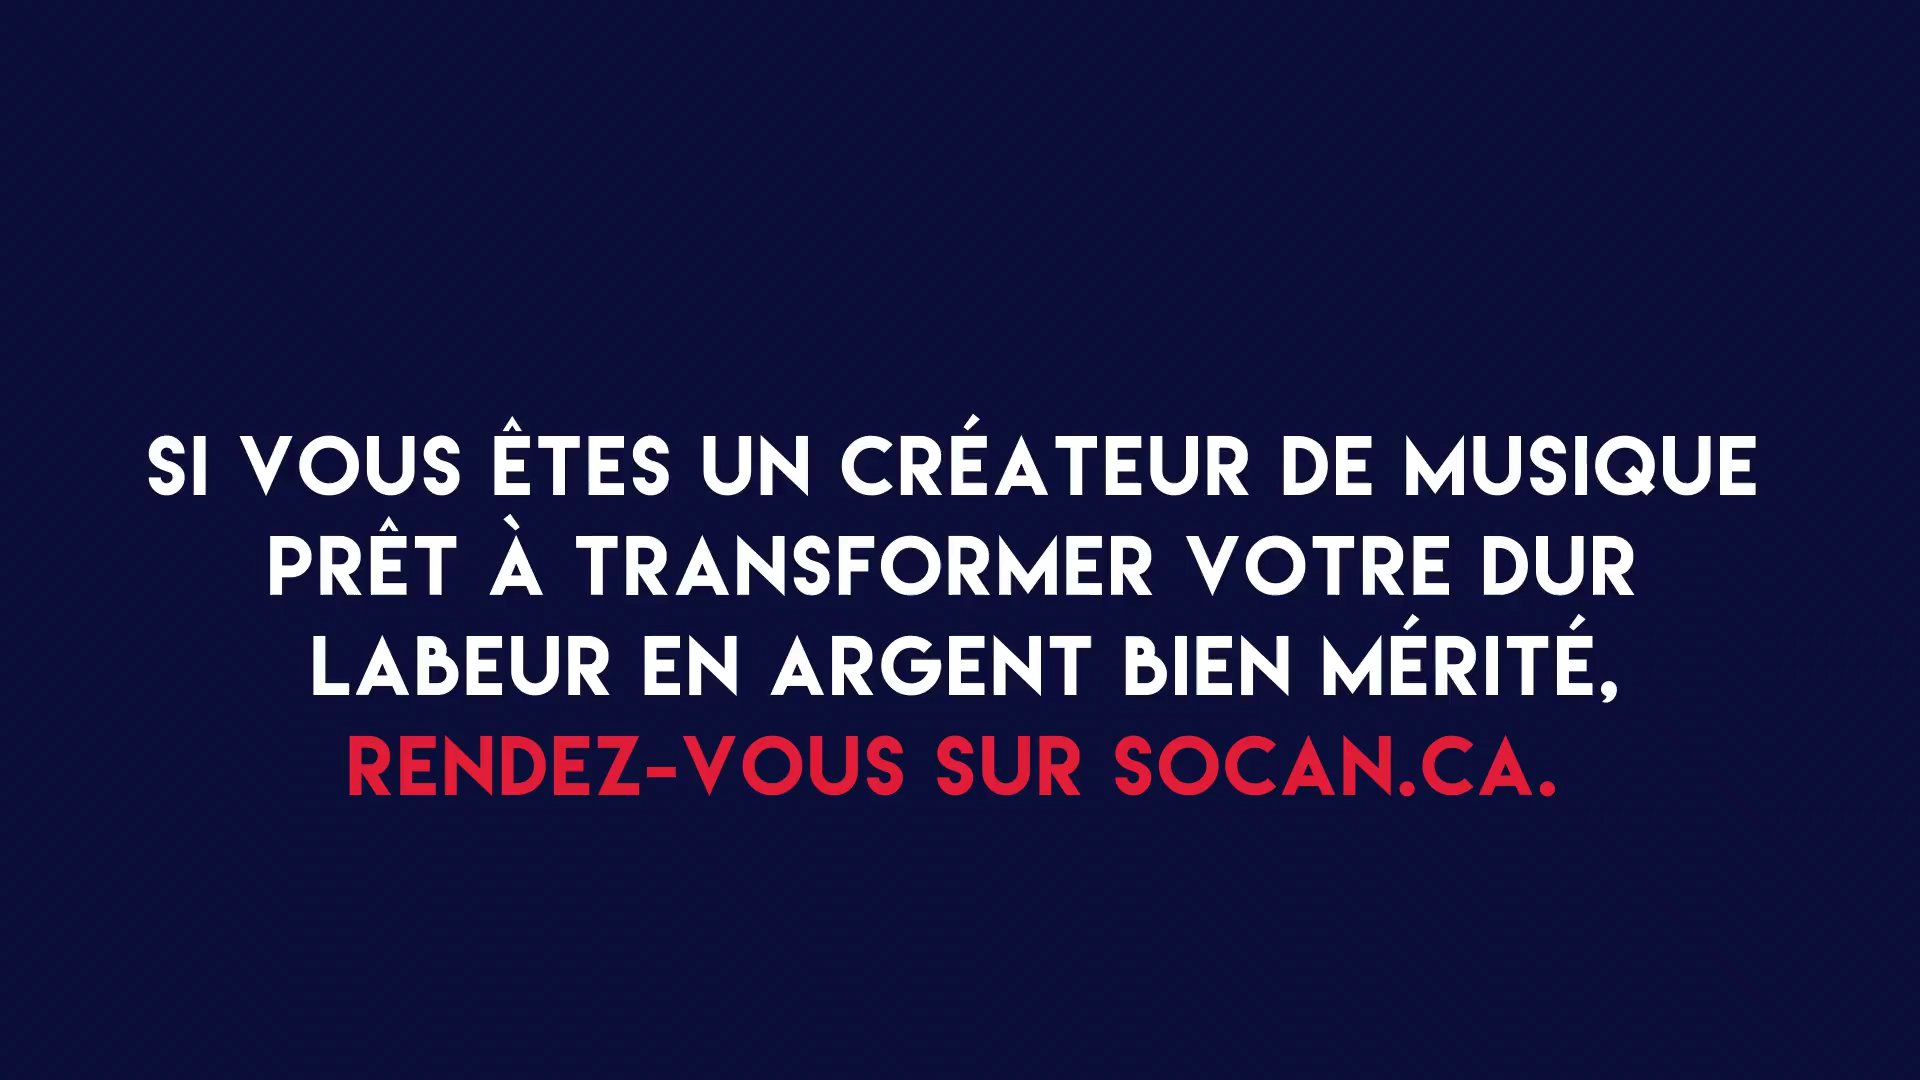 SI VOUS ÊTES UN CRÉATEUR DE MUSIQUE
PRÊT À TRANSFORMER VOTRE DUR
LABEUR EN ARGENT BIEN MÉRITÉ,
RENDEZ-VOUS SUR SOCAN.CA.